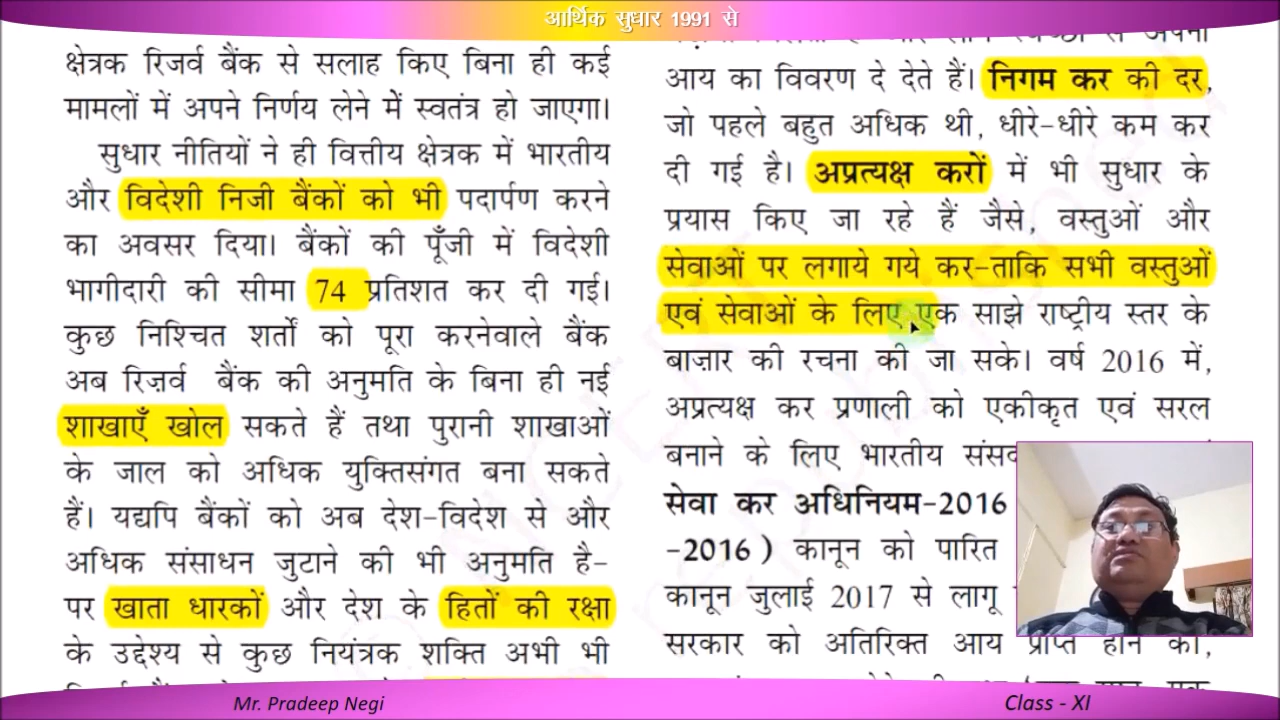 आर्थिक सुधार 1991 से
क्षेत्रक रिजर्व बैंक से सलाह किए बिना ही कई
मामलों में अपने निर्णय लेने में स्वतंत्र हो जाएगा।
सुधार नीतियों ने ही वित्तीय क्षेत्रक में भारतीय
और विदेशी निजी बैंकों को भी पदार्पण करने
का अवसर दिया। बैंकों की पूँजी में विदेशी
भागीदारी की सीमा 74 प्रतिशत कर दी गई।
कुछ निश्चित शर्तों को पूरा करनेवाले बैंक
अब रिज़र्व बैंक की अनुमति के बिना ही नई
शाखाएँ खोल सकते हैं तथा पुरानी शाखाओं
के जाल को अधिक युक्तिसंगत बना सकते
हैं। यद्यपि बैंकों को अब देश-विदेश से और
अधिक संसाधन जुटाने की भी अनुमति है-
पर खाता धारकों और देश के हितों की रक्षा
के उद्देश्य से कुछ नियंत्रक शक्ति अभी भी
आय का विवरण दे देते हैं। निगम कर की दर,
जो पहले बहुत अधिक थी, धीरे-धीरे कम कर
दी गई है। अप्रत्यक्ष करों में भी सुधार के
प्रयास किए जा रहे हैं जैसे, वस्तुओं और
सेवाओं पर लगाये गये कर-ताकि सभी वस्तुओं
एवं सेवाओं के लिए एक साझे राष्ट्रीय स्तर के
बाज़ार की रचना की जा सके। वर्ष 2016 में,
अप्रत्यक्ष कर प्रणाली को एकीकृत एवं सरल
बनाने के लिए भारतीय
सेवा कर अधिनियम-2016
-2016 ) कानून को पारित
कानून जुलाई 2017 से लागू
सरकार को अतिरिक्त आय प्राप्त होने की,
Mr. Pradeep Negi
Class - XI